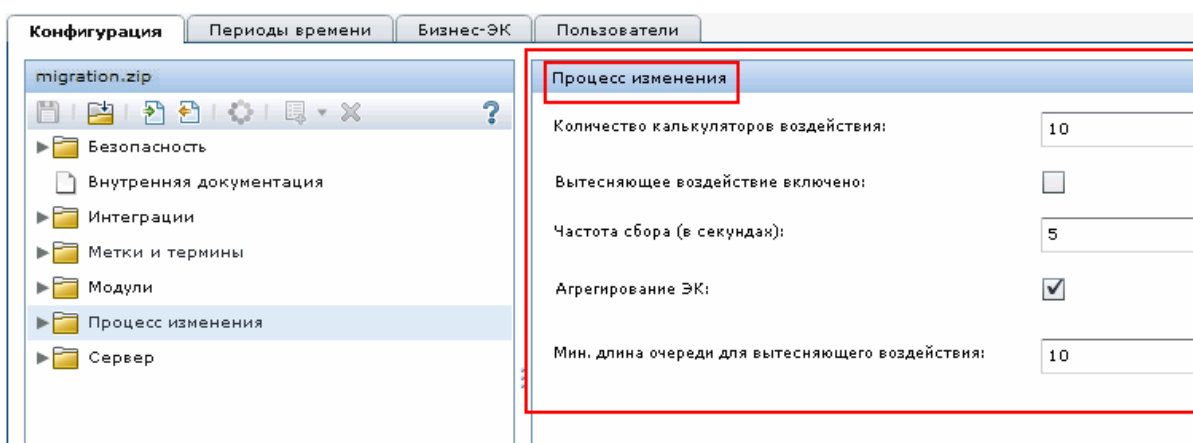 Конфигурация Периоды времени Бизнес-ЭК Пользователи
migration.zip
?
Безопасность
Внутренняя документация
Интеграции
Метки и термины
Модули
Процесс изменения
Сервер
Процесс изменения
Количество калькуляторов воздействия: 10
Вытесняющее воздействие включено:
Частота сбора (в секундах): 5
Агрегирование ЭК:
Мин. длина очереди для вытесняющего воздействия: 10